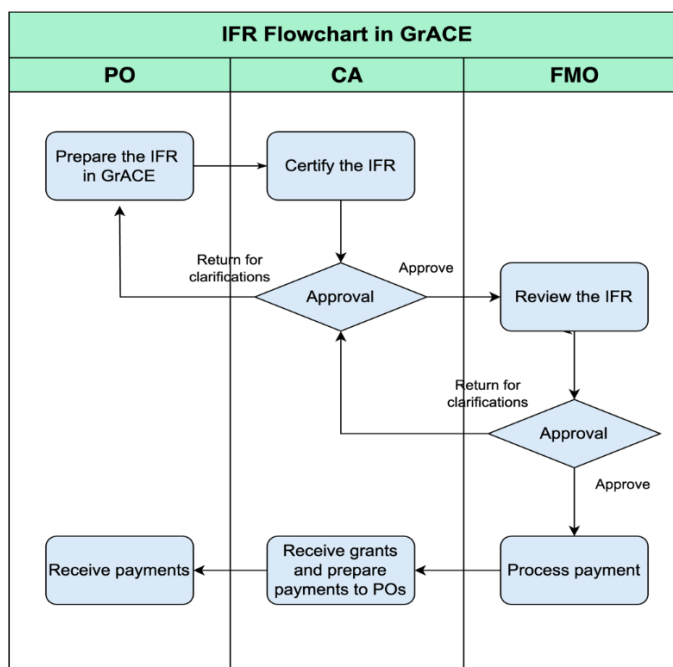 IFR Flowchart in GrACE
PO
CA
FMO
Prepare the IFR
in GrACE
Certify the IFR
Return for
clarifications
Approval
Approve
Review the IFR
Return for
clarifications
Approval
Approve
Receive payments
Receive grants
and prepare
payments to POs
Process payment